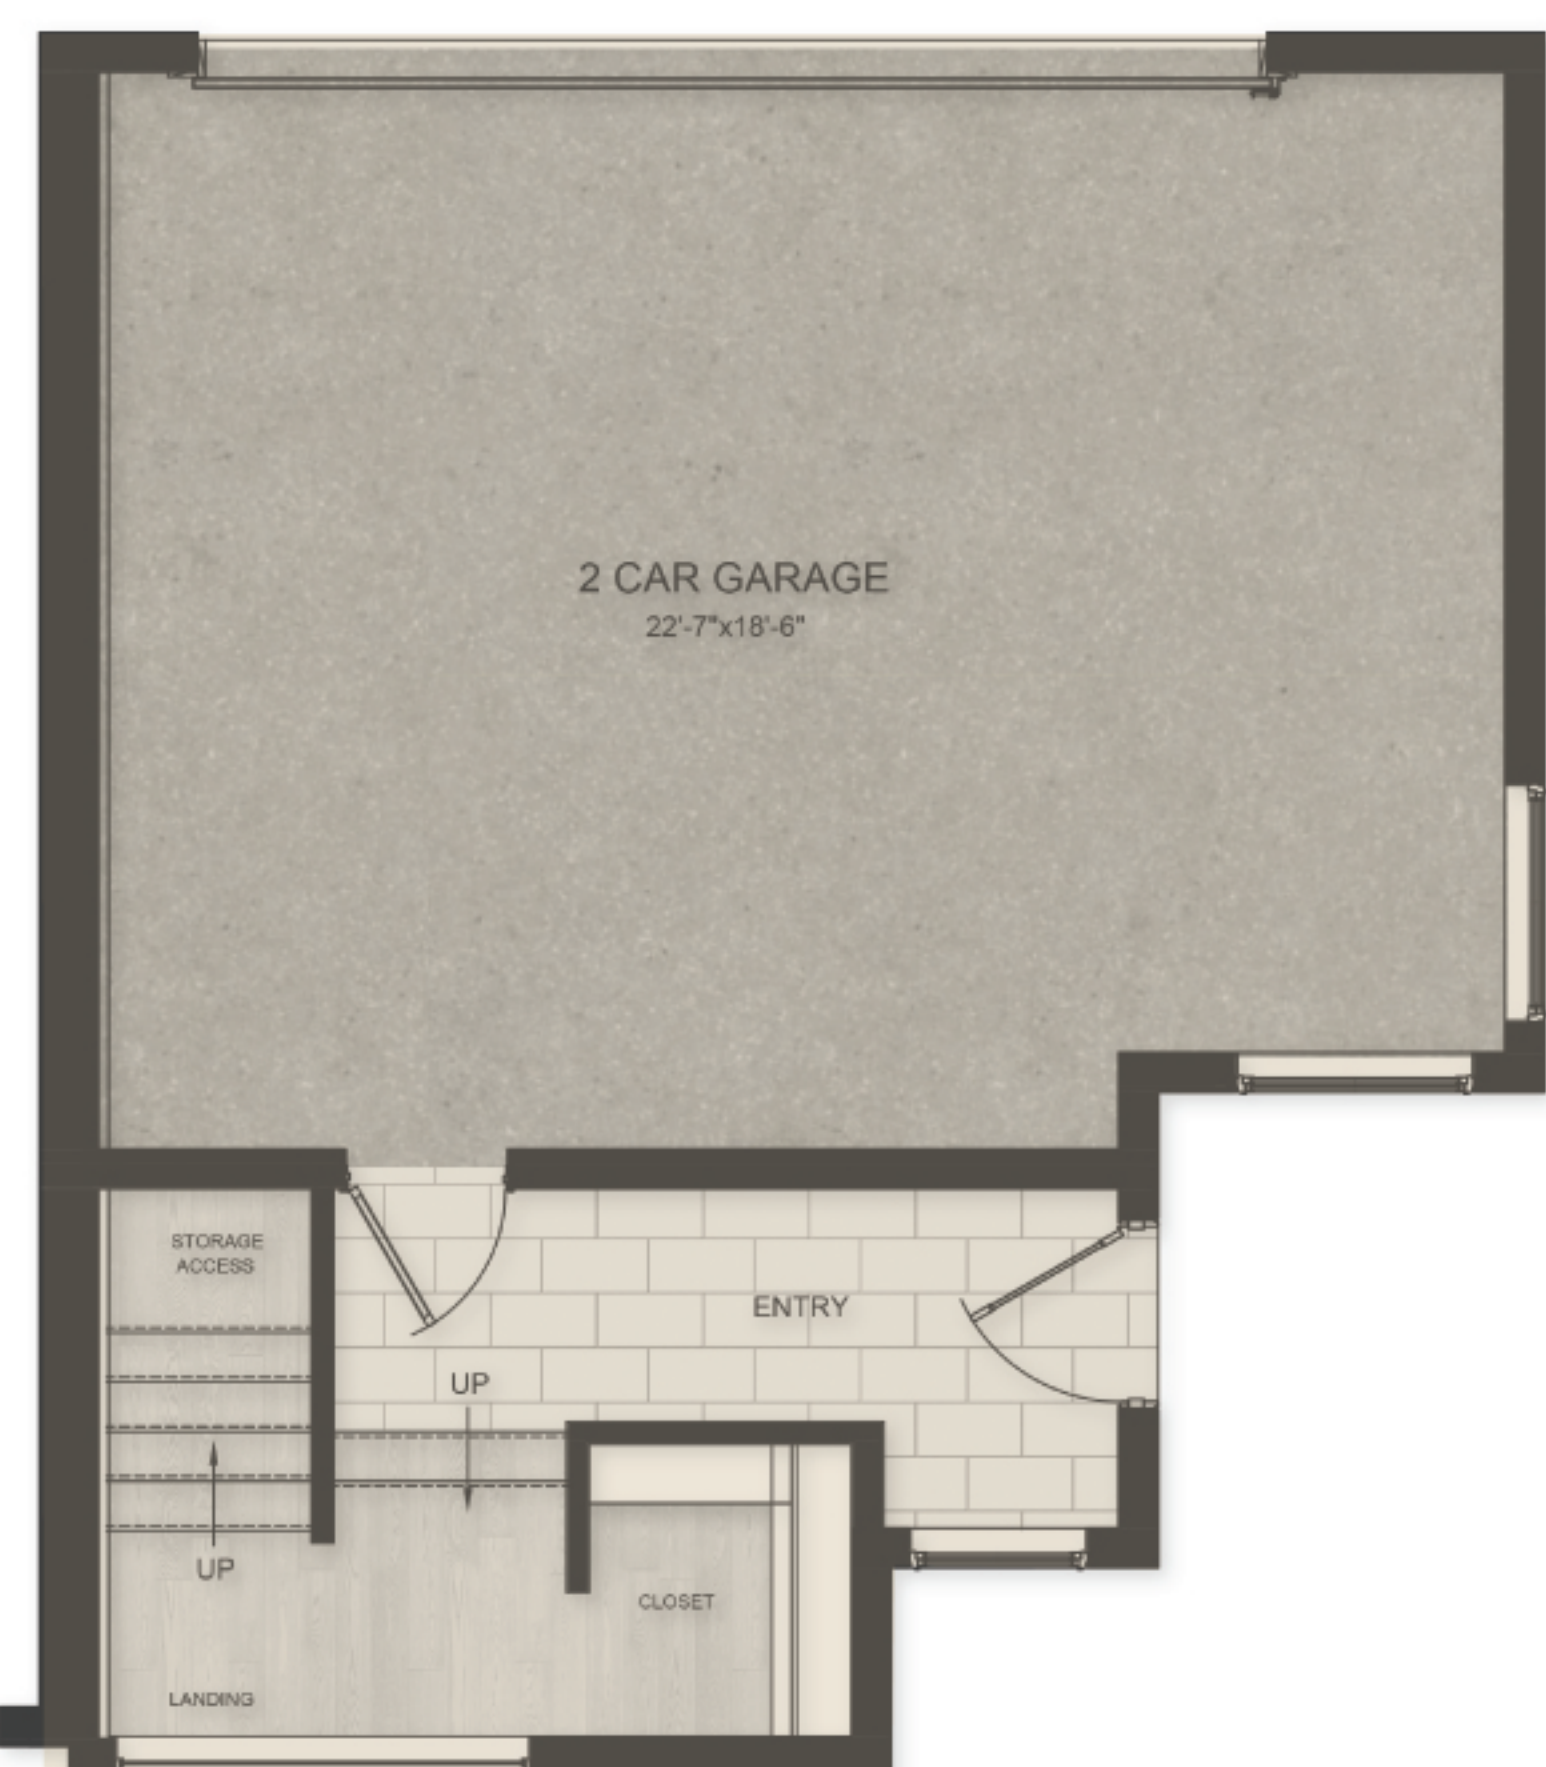 2 CAR GARAGE
22'-7"x18'-6"
STORAGE
ACCESS
ENTRY
UP
UP
CLOSET
LANDING